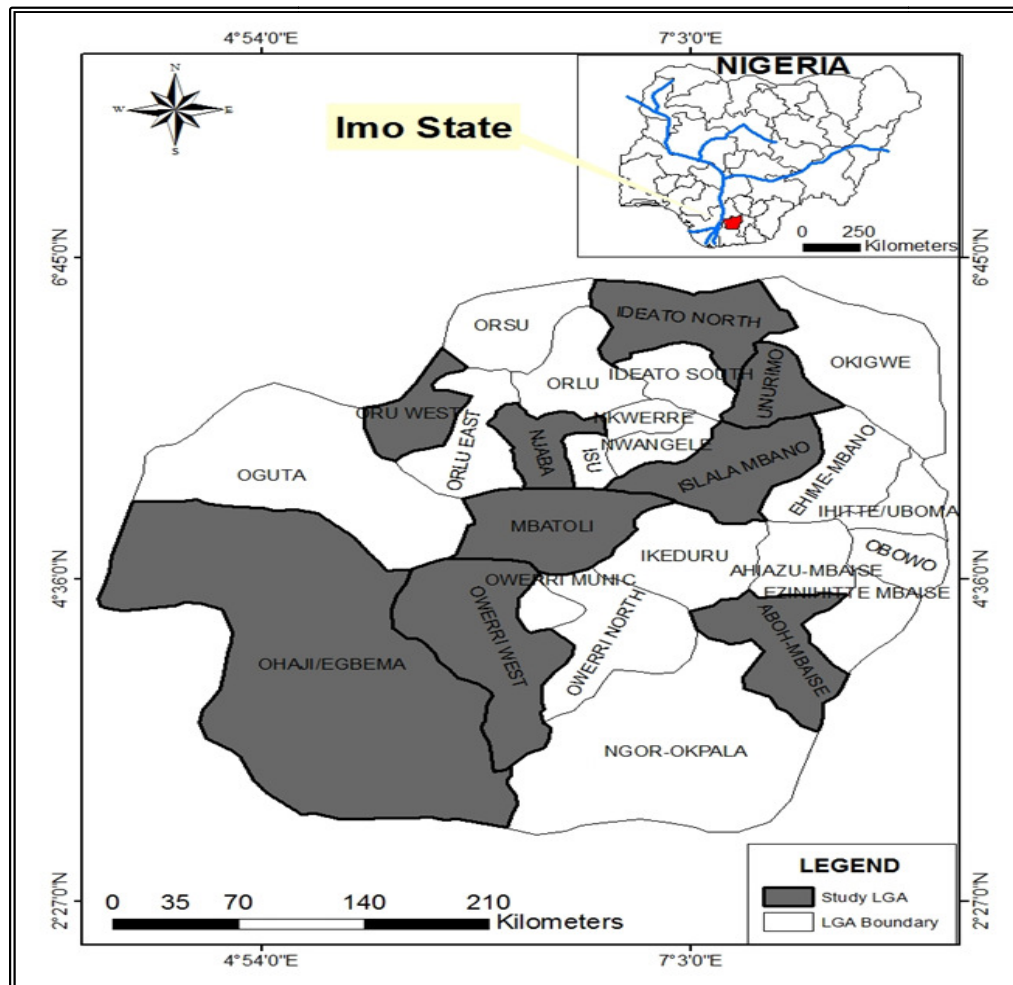 4°54'0"E
7°3'0"E
N
W
E
S
NIGERIA
Imo State
0 250
Kilometers
6°45'0"N
6°45'0"N
IDEATO NORTH
ORSU
OKIGWE
UNURIMO
IDEATO SOUTH
ORLU
ORU WEST
NKWERRE
NWANGELE
ORLU EAST
NJABA
ISU
ISLALA MBANO
EHIME-MBANO
OGUTA
IHITTE/UBOMA
MBATOLI
IKEDURU
OBOWO
AHIAZU-MBAISE
4°36'0"N
4°36'0"N
OWERRI MUNIC
EZINIHITTE MBAISE
OWERRI WEST
OWERRI NORTH
ABOH-MBAISE
OHAJI/EGBEMA
NGOR-OKPALA
LEGEND
Study LGA
LGA Boundary
0 35 70 140 210
Kilometers
2°27'0"N
2°27'0"N
4°54'0"E
7°3'0"E